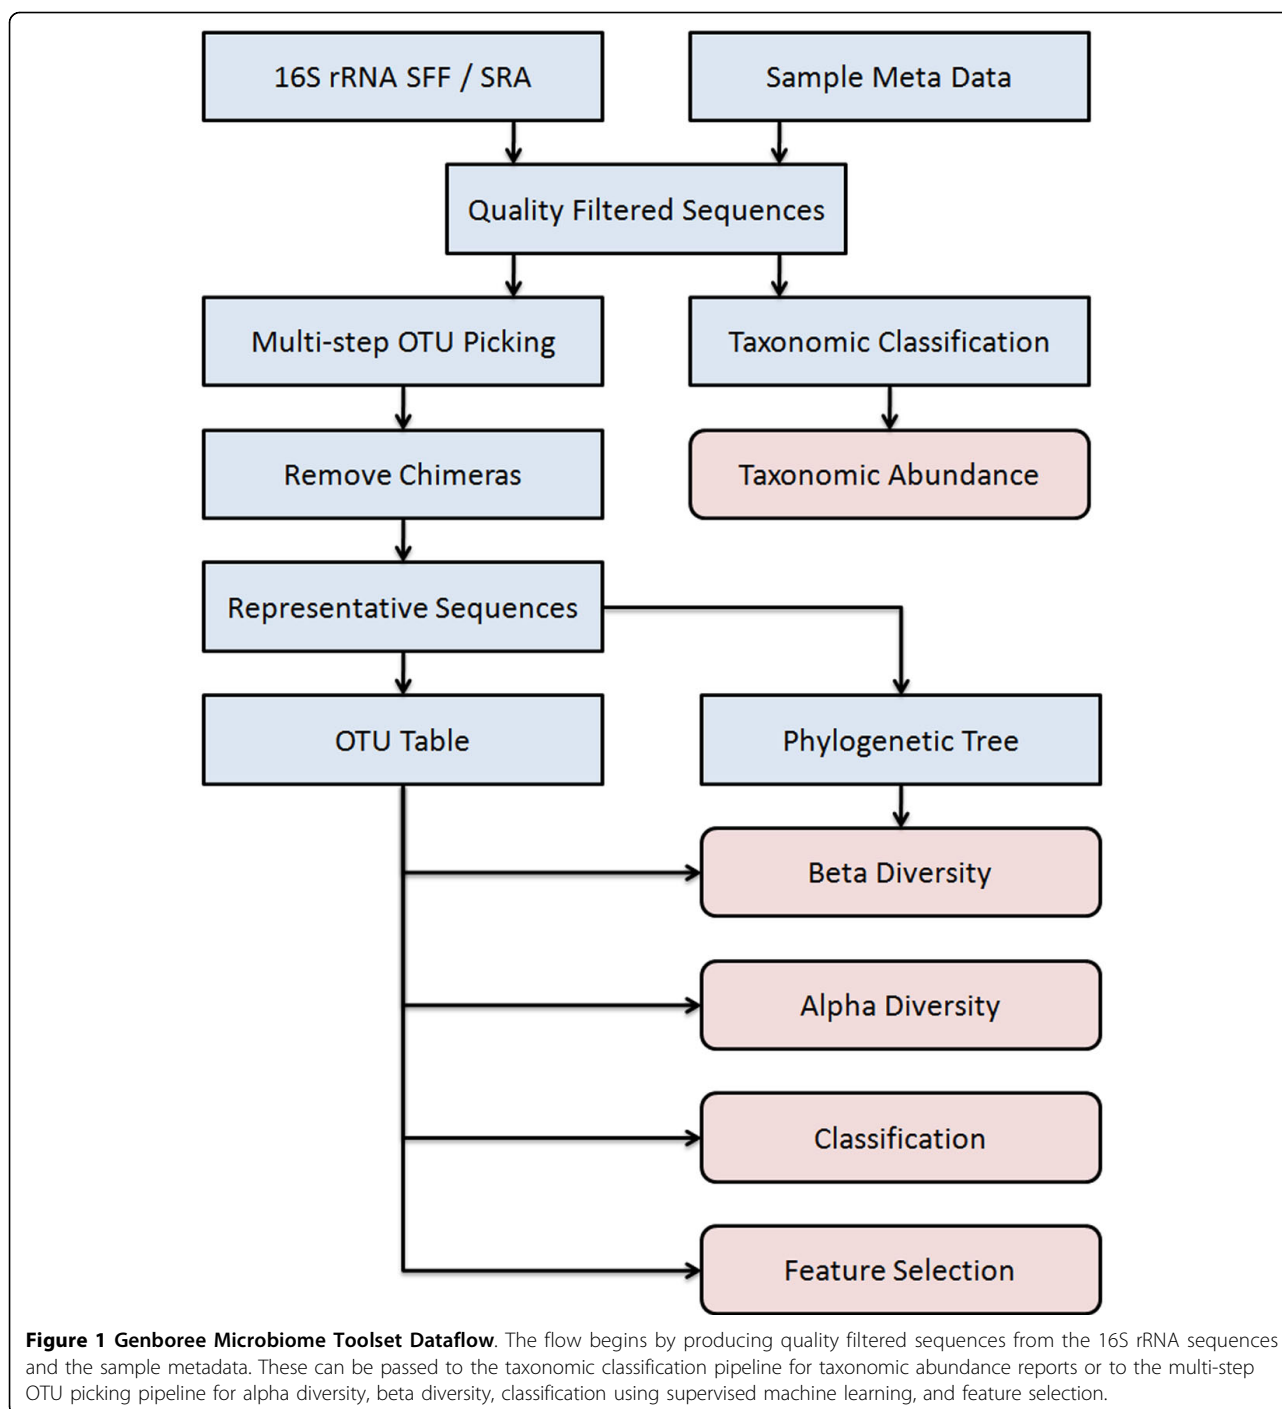 16S rRNA SFF / SRA
Sample Meta Data
Quality Filtered Sequences
Multi-step OTU Picking
Taxonomic Classification
Remove Chimeras
Taxonomic Abundance
Representative Sequences
OTU Table
Phylogenetic Tree
Beta Diversity
Alpha Diversity
Classification
Feature Selection
Figure 1 Genboree Microbiome Toolset Dataflow. The flow begins by producing quality filtered sequences from the 16S rRNA sequences
and the sample metadata. These can be passed to the taxonomic classification pipeline for taxonomic abundance reports or to the multi-step
OTU picking pipeline for alpha diversity, beta diversity, classification using supervised machine learning, and feature selection.